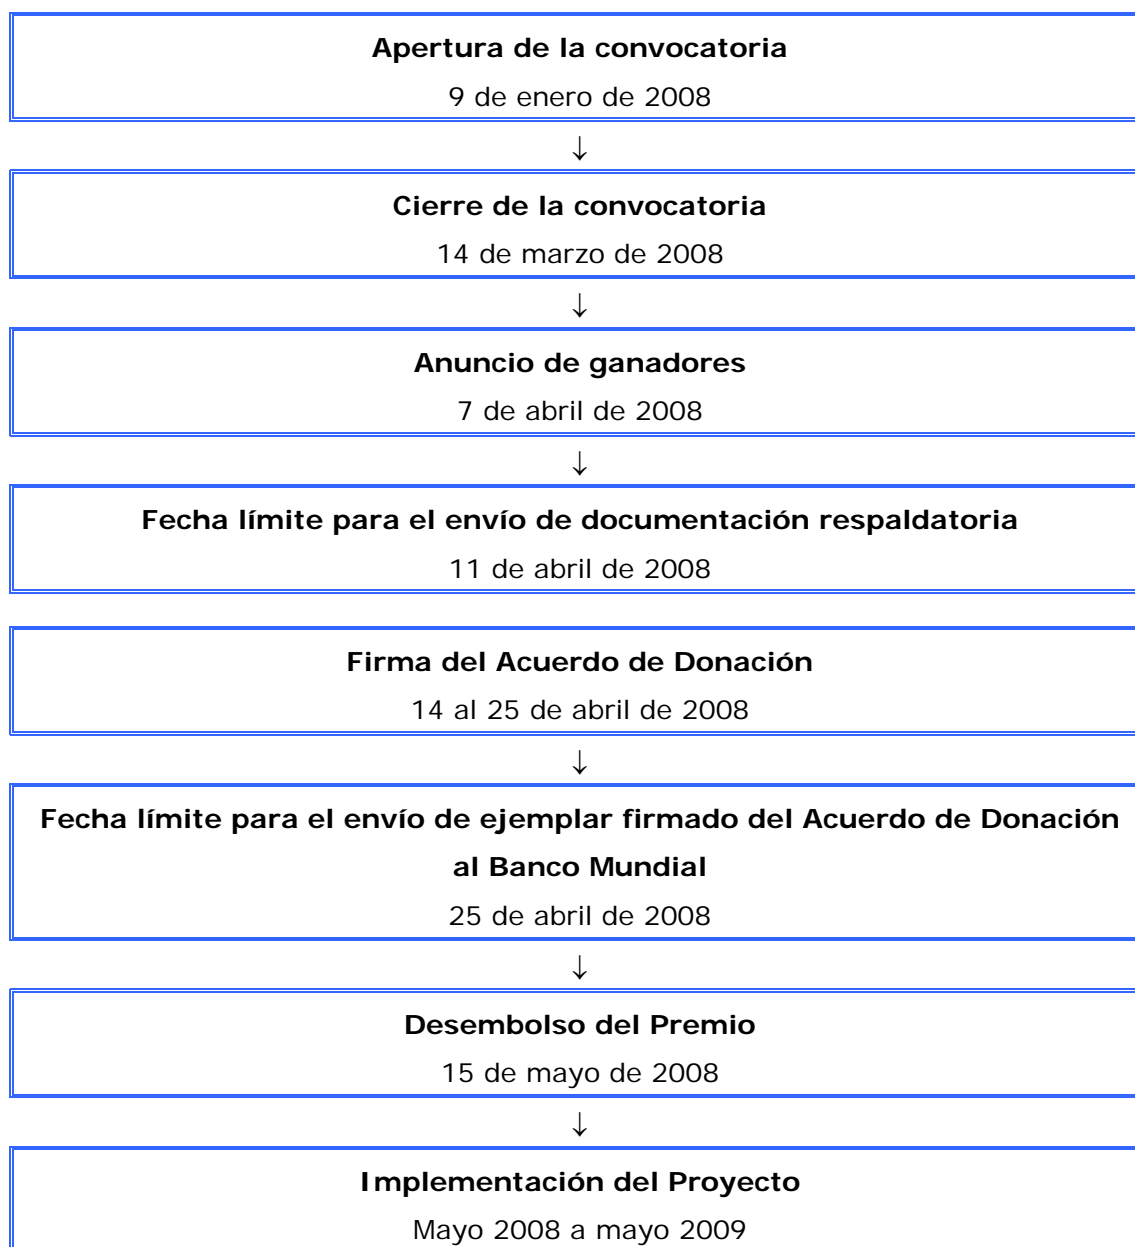 Apertura de la convocatoria
9 de enero de 2008
↓
Cierre de la convocatoria
14 de marzo de 2008
↓
Anuncio de ganadores
7 de abril de 2008
↓
Fecha límite para el envío de documentación respaldatoria
11 de abril de 2008
Firma del Acuerdo de Donación
14 al 25 de abril de 2008
↓
Fecha límite para el envío de ejemplar firmado del Acuerdo de Donación
al Banco Mundial
25 de abril de 2008
↓
Desembolso del Premio
15 de mayo de 2008
↓
Implementación del Proyecto
Mayo 2008 a mayo 2009